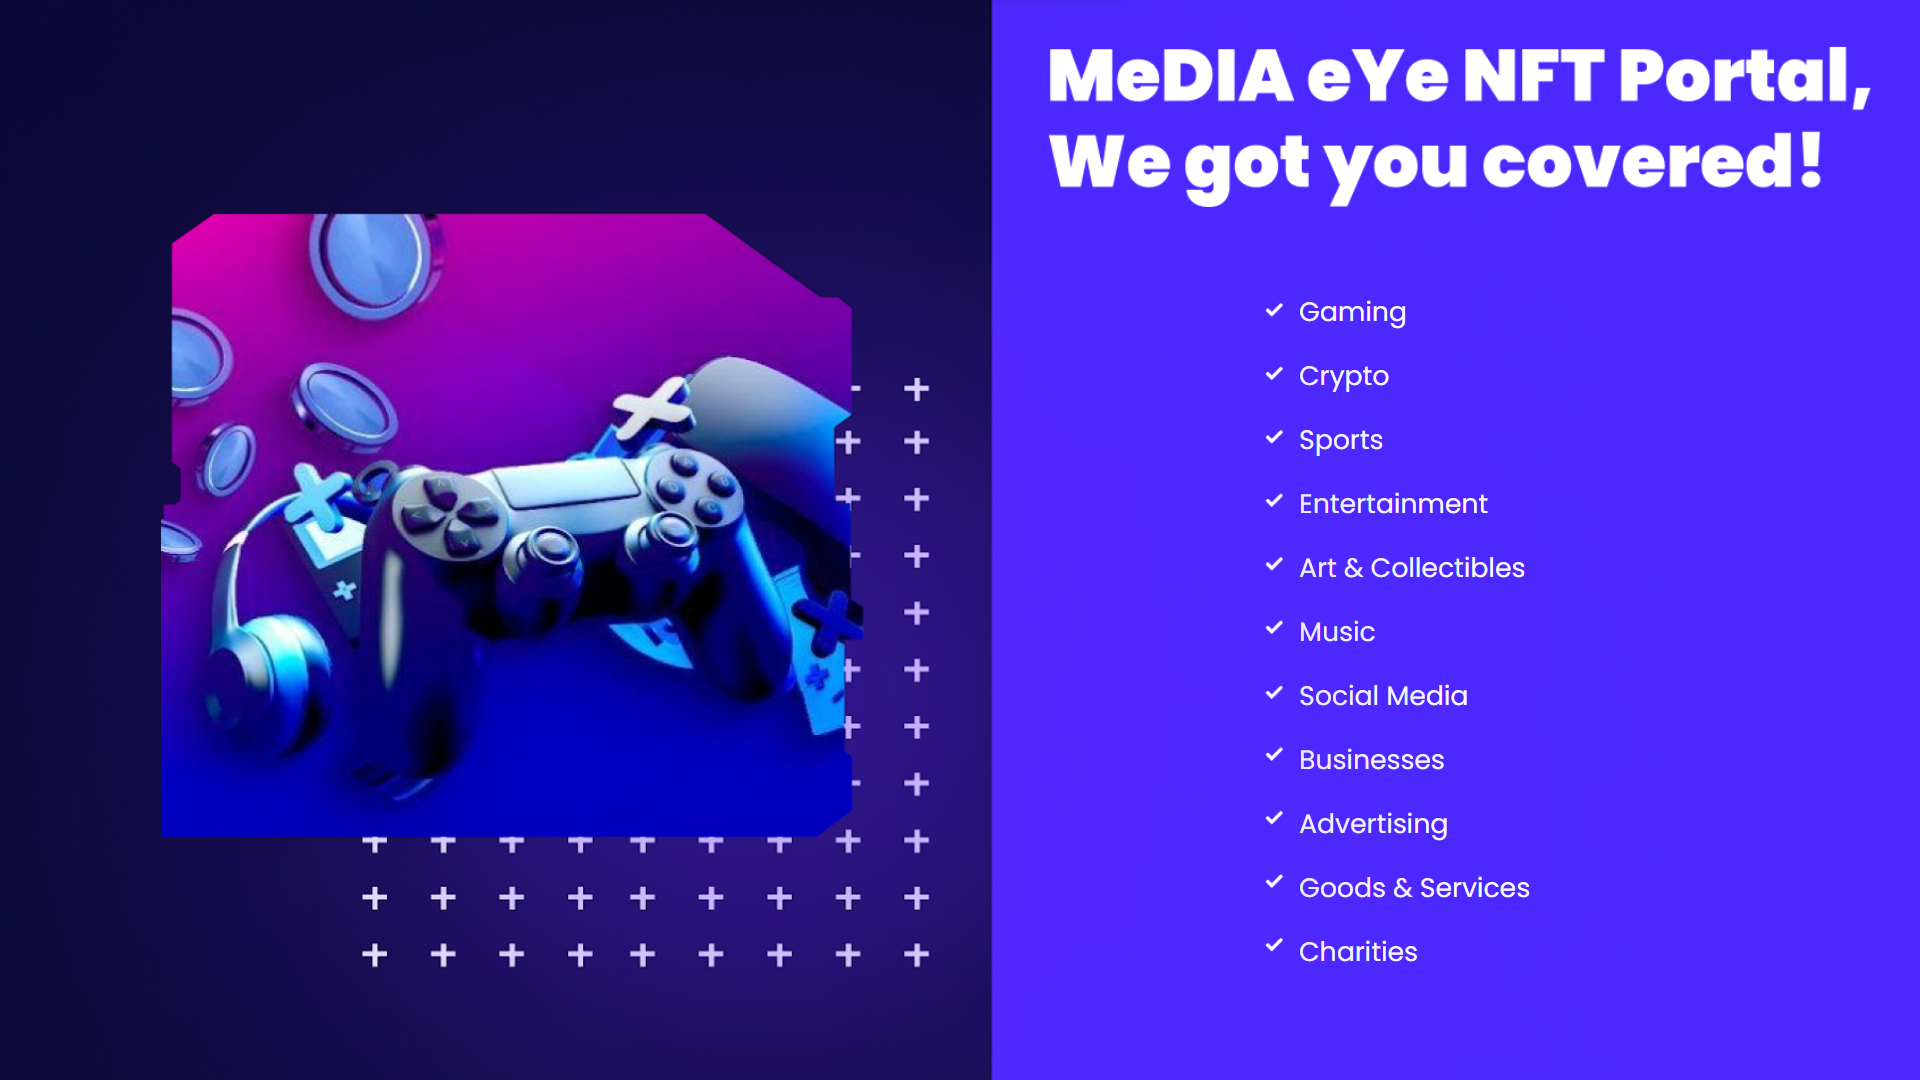 MeDIA eYe NFT Portal,
We got you covered!
Gaming
Crypto
Sports
Entertainment
Art & Collectibles
Music
Social Media
Businesses
Advertising
Goods & Services
Charities